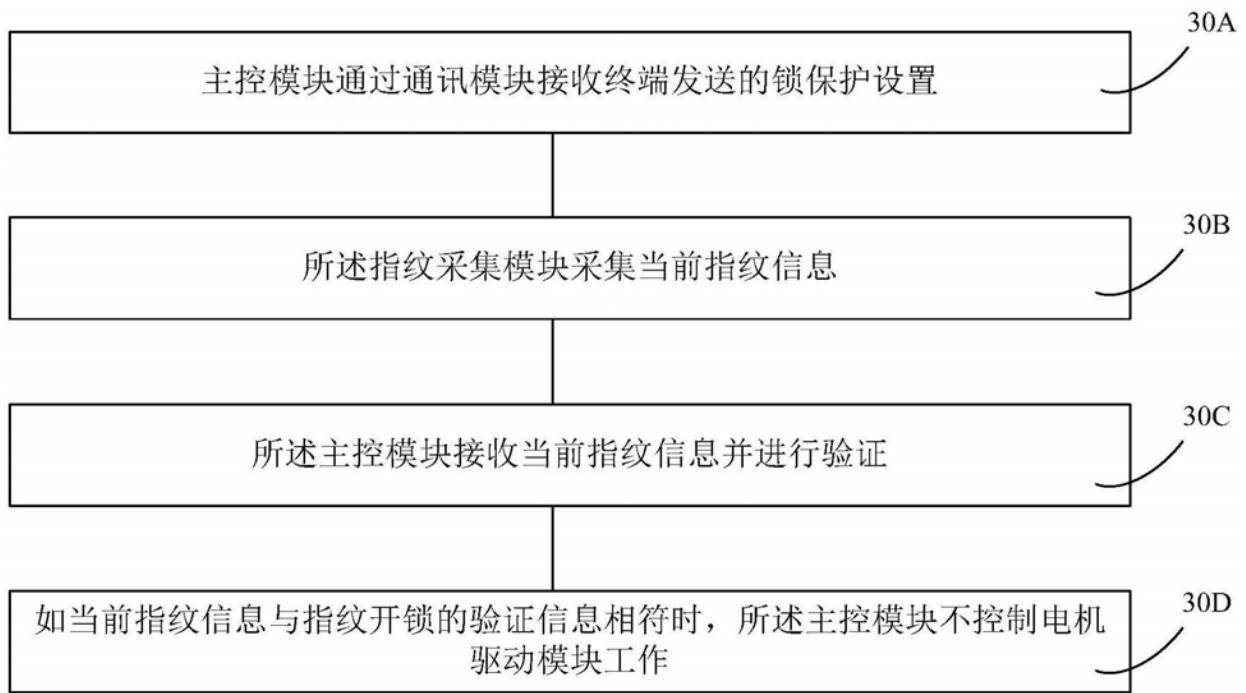 30A
主控模块通过通讯模块接收终端发送的锁保护设置
30B
所述指纹采集模块采集当前指纹信息
30C
所述主控模块接收当前指纹信息并进行验证
30D
如当前指纹信息与指纹开锁的验证信息相符时，所述主控模块不控制电机
驱动模块工作